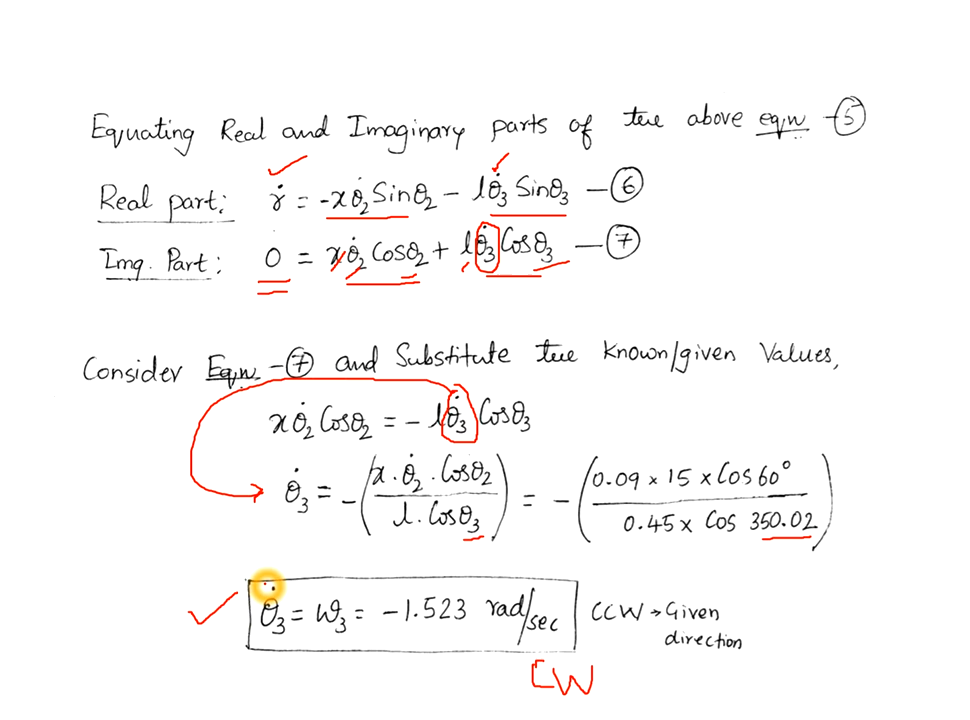 Equating Real and Imaginary parts of the above eqn -⑤
Real part: ṙ = -xθ̇₂Sinθ₂ - lθ̇₃ Sinθ₃ -⑥
Img. Part: 0 = xθ̇₂ Cosθ₂ + lθ̇₃ Cosθ₃ -⑦
Consider Eqn. -⑦ and Substitute the Known/given Values,
xθ̇₂ Cosθ₂ = - lθ̇₃ Cosθ₃
θ̇₃ = -(x.θ̇₂.Cosθ₂ / l.Cosθ₃) = -(0.09 × 15 × Cos 60° / 0.45 × Cos 350.02)
θ̇₃ = ω₃ = -1.523 rad/sec CCW → Given direction
CW